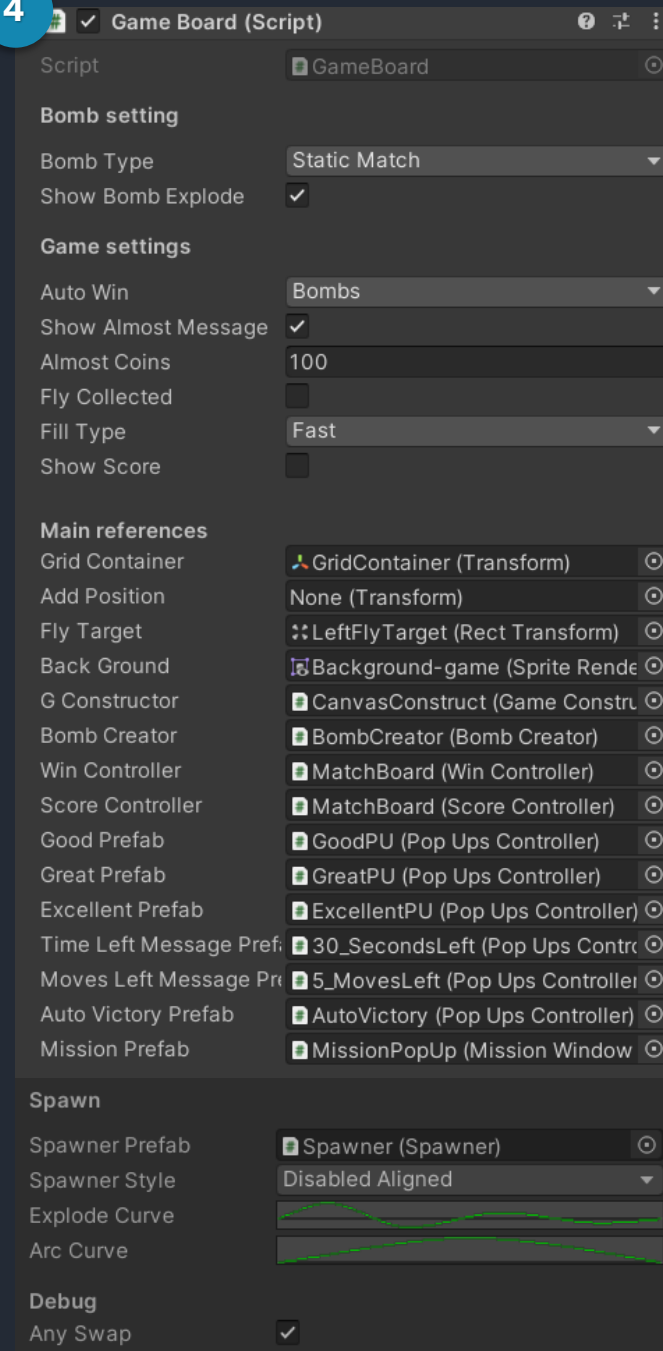 4
# Game Board (Script)
Script # GameBoard
Bomb setting
Bomb Type Static Match
Show Bomb Explode
Game settings
Auto Win Bombs
Show Almost Message
Almost Coins 100
Fly Collected
Fill Type Fast
Show Score
Main references
Grid Container GridContainer (Transform)
Add Position None (Transform)
Fly Target LeftFlyTarget (Rect Transform)
Back Ground Background-game (Sprite Rende
G Constructor # CanvasConstruct (Game Constru
Bomb Creator # BombCreator (Bomb Creator)
Win Controller # MatchBoard (Win Controller)
Score Controller # MatchBoard (Score Controller)
Good Prefab # GoodPU (Pop Ups Controller)
Great Prefab # GreatPU (Pop Ups Controller)
Excellent Prefab # ExcellentPU (Pop Ups Controller)
Time Left Message Prefa # 30_SecondsLeft (Pop Ups Contro
Moves Left Message Pre # 5_MovesLeft (Pop Ups Controller
Auto Victory Prefab # AutoVictory (Pop Ups Controller)
Mission Prefab # MissionPopUp (Mission Window
Spawn
Spawner Prefab # Spawner (Spawner)
Spawner Style Disabled Aligned
Explode Curve
Arc Curve
Debug
Any Swap